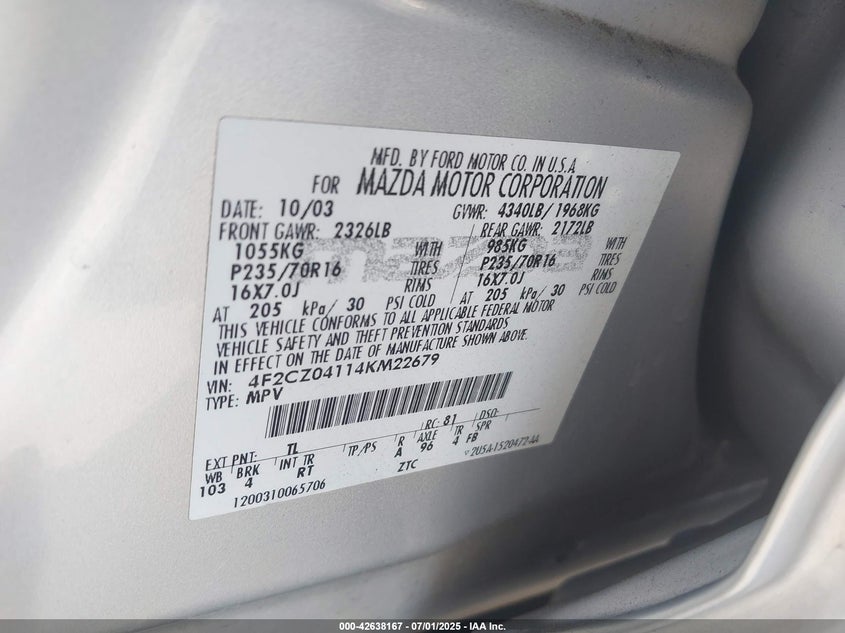 MFD. BY FORD MOTOR CO. IN U.S.A
FOR MAZDA MOTOR CORPORATION
DATE: 10/03 GVWR: 4340LB/ 1968KG
FRONT GAWR: 2326LB REAR GAWR: 2172LB
1055KG WITH 985KG WITH
P235/70R16 TIRES P235/70R16 TIRES
16X7.0J RIMS 16X7.0J RIMS
AT 205 kPa/ 30 PSI COLD AT 205 kPa/ 30 PSI COLD
THIS VEHICLE CONFORMS TO ALL APPLICABLE FEDERAL MOTOR
VEHICLE SAFETY AND THEFT PREVENTION STANDARDS
IN EFFECT ON THE DATE OF MANUFACTURE SHOWN ABOVE.
VIN: 4F2CZ04114KM22679
TYPE: MPV
EXT PNT: TL RC: 81 DSO:
WB BRK INT TR TP/PS R AXLE TR SPR
103 4 RT A 96 4 FB
ZTC
1200310065706 2U5A-1520472-AA
mazda
000-42638167 - 07/01/2025 - IAA Inc.